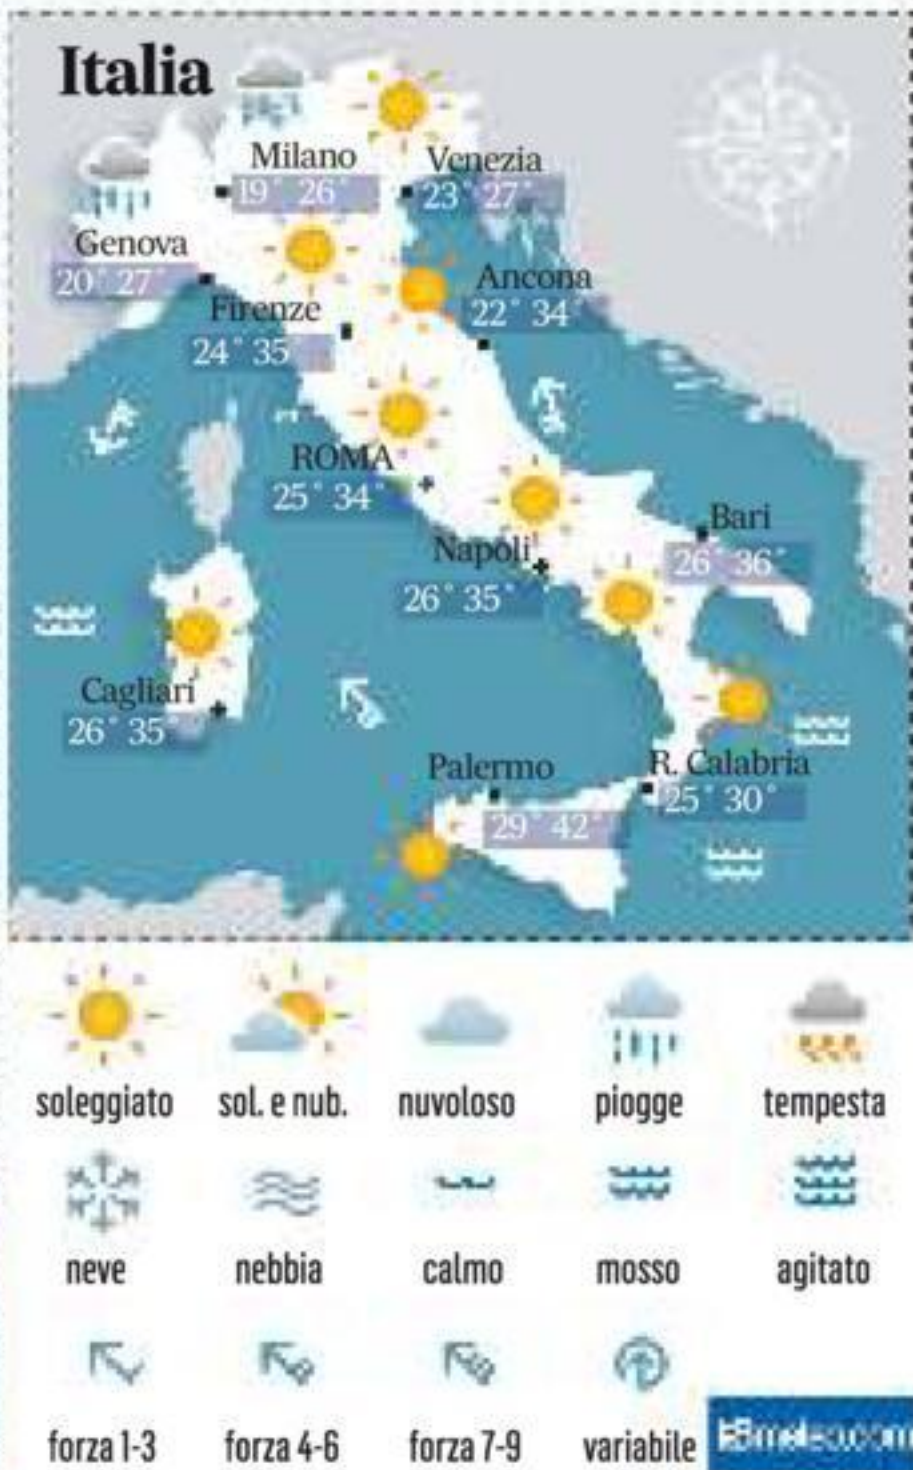 Italia
Milano
19° 26°
Venezia
23° 27°
Genova
20° 27°
Ancona
22° 34°
Firenze
24° 35
ROMA
25° 34°
Bari
26° 36°
Napoli
26° 35°
Cagliari
26° 35°
Palermo
29° 42°
R. Calabria
25° 30°
soleggiato sol. e nub. nuvoloso piogge tempesta
neve nebbia calmo mosso agitato
forza 1-3 forza 4-6 forza 7-9 variabile